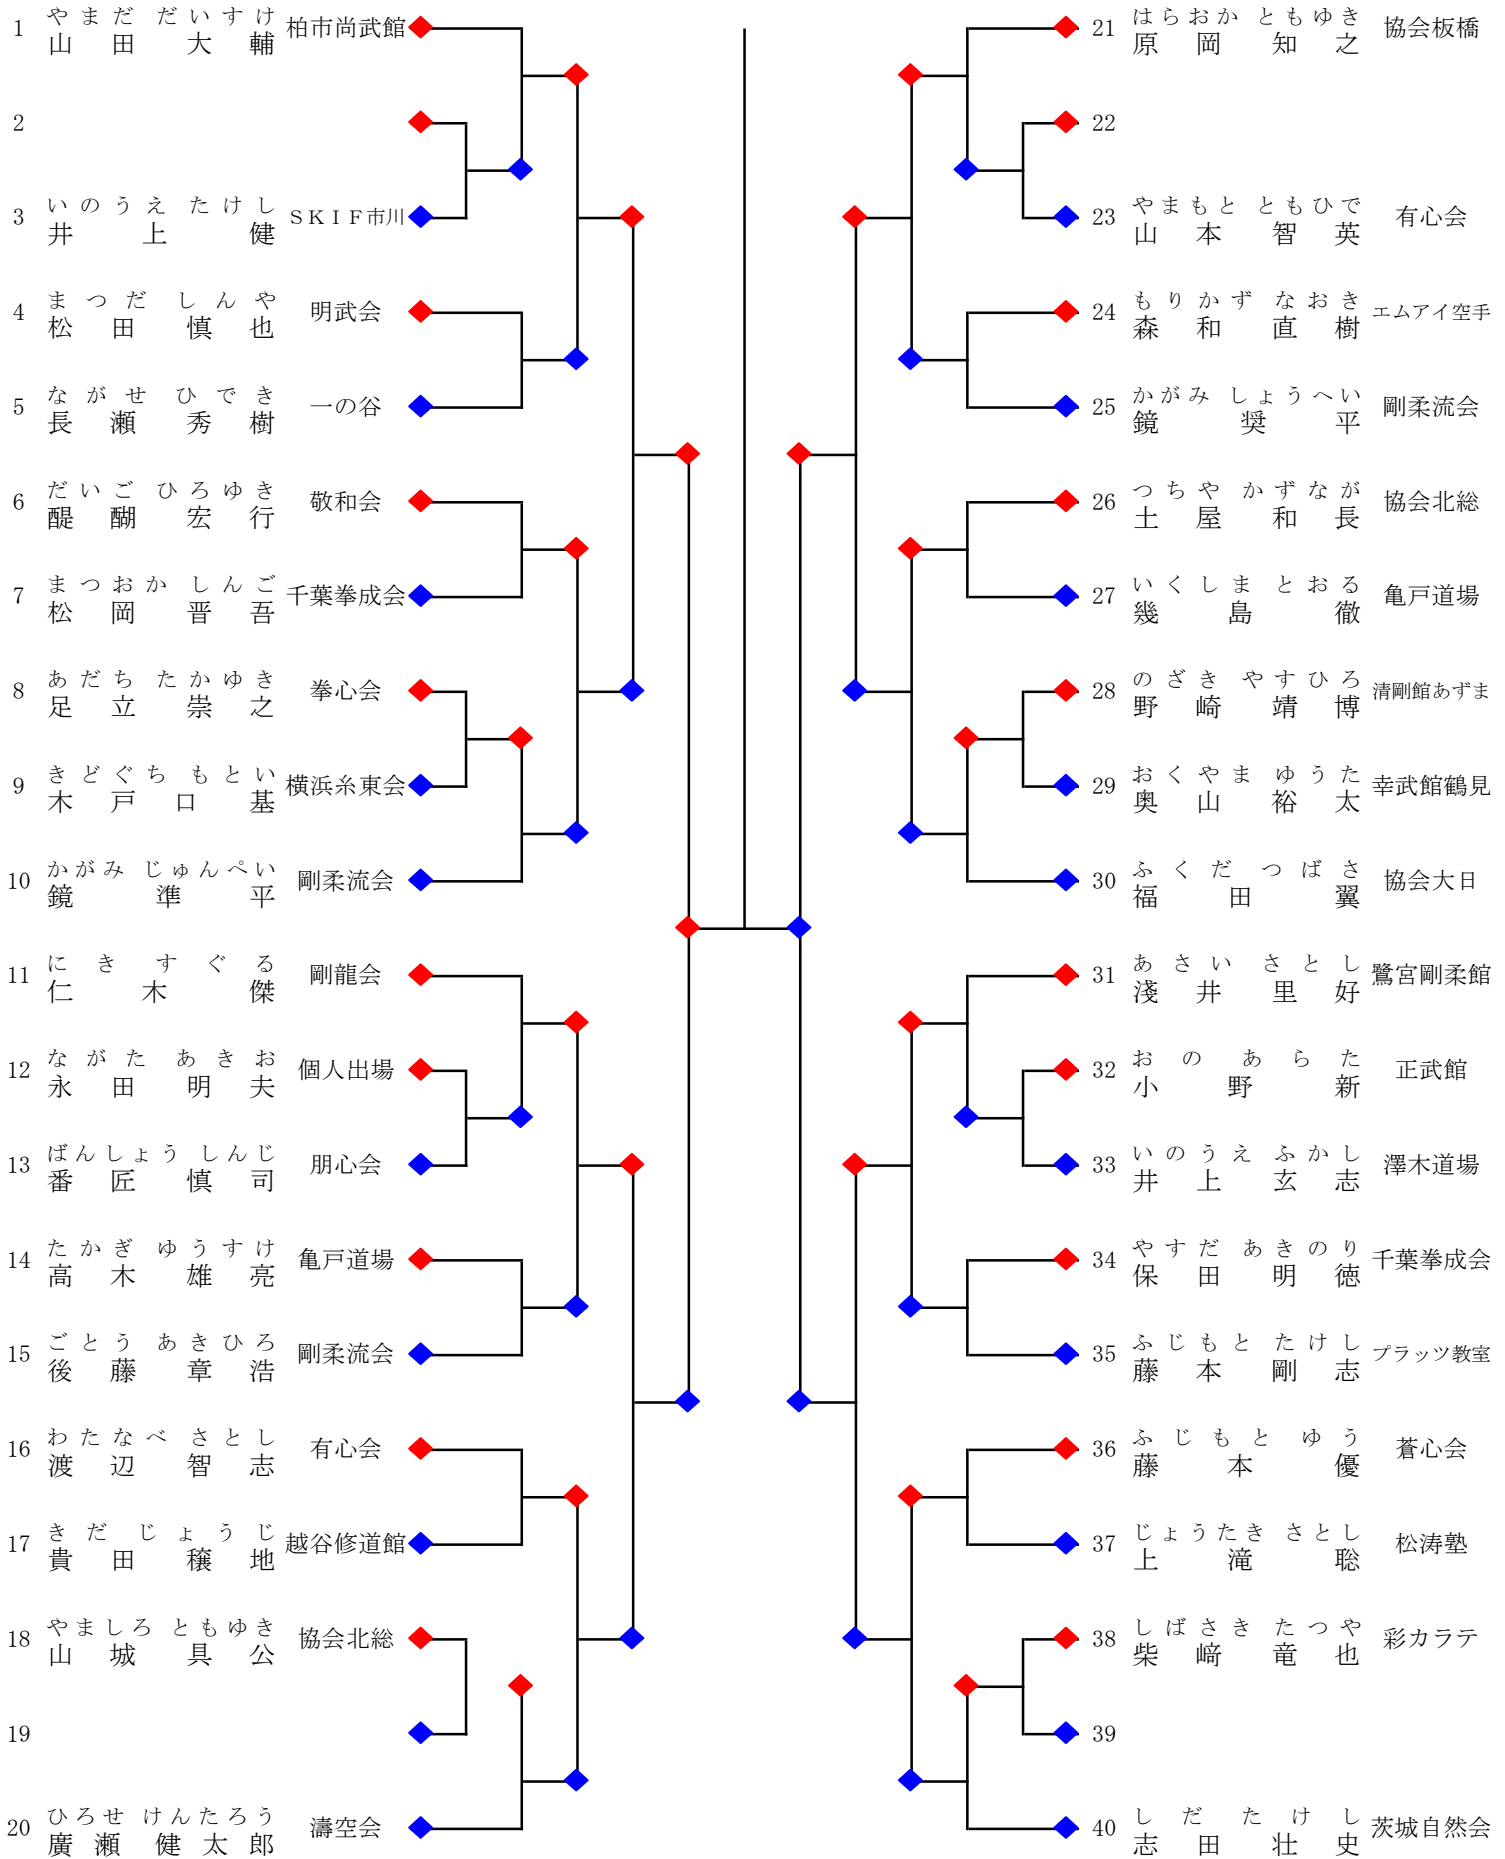 1 やまだ だいすけ 柏市尚武館
山田大輔
2
3 いのうえ たけし SKIF市川
井上健
4 まつだ しんや 明武会
松田慎也
5 ながせ ひでき 一の谷
長瀬秀樹
6 だいご ひろゆき 敬和会
醍醐宏行
7 まつおか しんご 千葉拳成会
松岡晋吾
8 あだち たかゆき 拳心会
足立崇之
9 きどぐち もとい 横浜糸東会
木戸口基
10 かがみ じゅんぺい 剛柔流会
鏡準平
11 にき すぐる 剛龍会
仁木傑
12 ながた あきお 個人出場
永田明夫
13 ばんしょう しんじ 朋心会
番匠慎司
14 たかぎ ゆうすけ 亀戸道場
高木雄亮
15 ごとう あきひろ 剛柔流会
後藤章浩
16 わたなべ さとし 有心会
渡辺智志
17 きだ じょうじ 越谷修道館
貴田穣地
18 やましろ ともゆき 協会北総
山城具公
19
20 ひろせ けんたろう 濤空会
廣瀬健太郎
21 はらおか ともゆき 協会板橋
原岡知之
22
23 やまもと ともひで 有心会
山本智英
24 もりかず なおき エムアイ空手
森和直樹
25 かがみ しょうへい 剛柔流会
鏡奨平
26 つちや かずなが 協会北総
土屋和長
27 いくしま とおる 亀戸道場
幾島徹
28 のざき やすひろ 清剛館あずま
野崎靖博
29 おくやま ゆうた 幸武館鶴見
奥山裕太
30 ふくだ つばさ 協会大日
福田翼
31 あさい さとし 鷺宮剛柔館
淺井里好
32 おの あらた 正武館
小野新
33 いのうえ ふかし 澤木道場
井上玄志
34 やすだ あきのり 千葉拳成会
保田明徳
35 ふじもと たけし プラッツ教室
藤本剛志
36 ふじもと ゆう 蒼心会
藤本優
37 じょうたき さとし 松涛塾
上滝聡
38 しばさき たつや 彩カラテ
柴﨑竜也
39
40 しだ たけし 茨城自然会
志田壮史